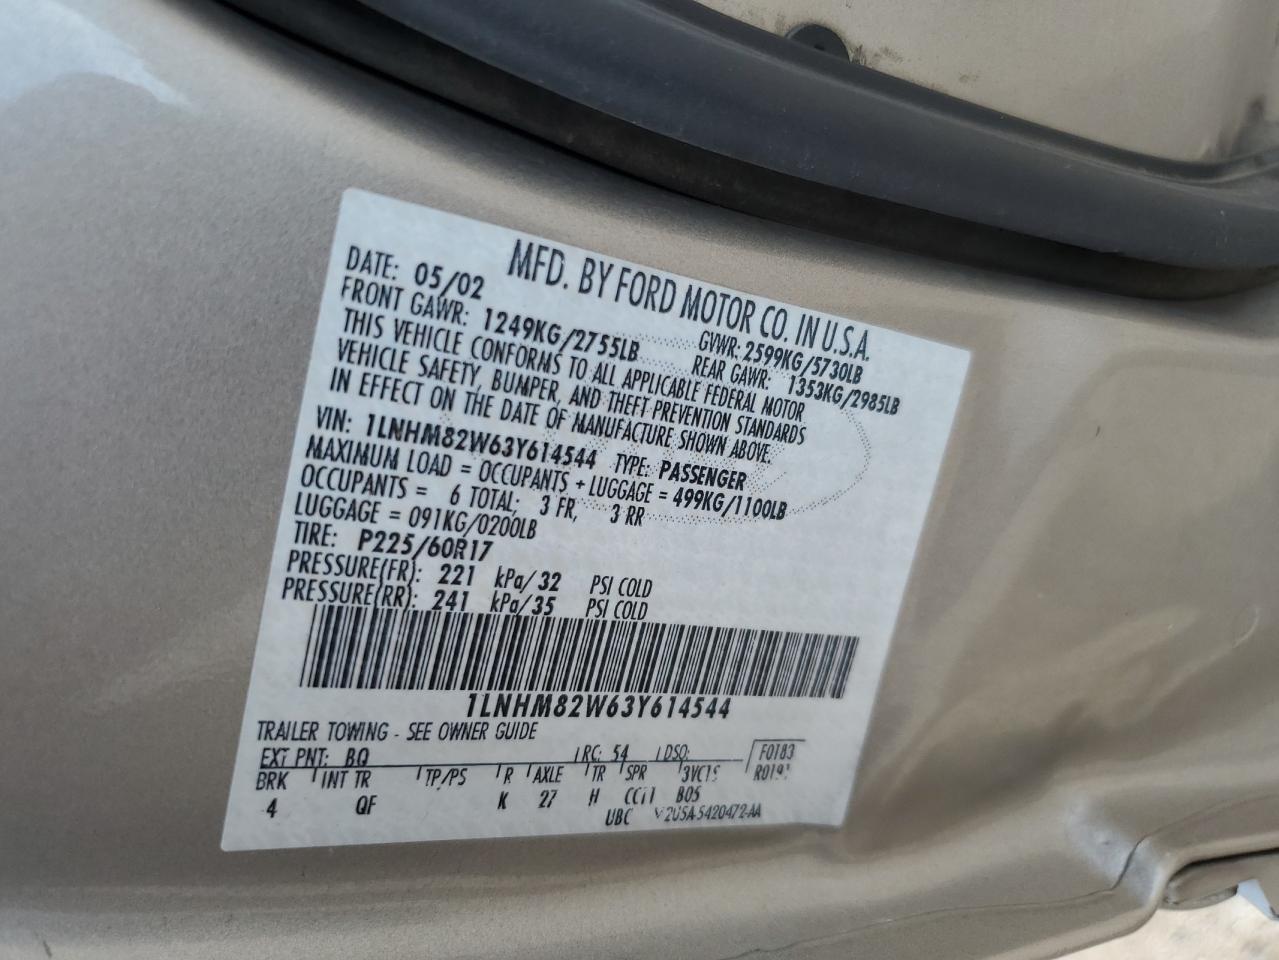 MFD. BY FORD MOTOR CO. IN U.S.A.
DATE: 05/02 GVWR: 2599KG/5730LB
FRONT GAWR: 1249KG/2755LB REAR GAWR: 1353KG/2985LB
THIS VEHICLE CONFORMS TO ALL APPLICABLE FEDERAL MOTOR
VEHICLE SAFETY, BUMPER, AND THEFT PREVENTION STANDARDS
IN EFFECT ON THE DATE OF MANUFACTURE SHOWN ABOVE.
VIN: 1LNHM82W63Y614544 TYPE: PASSENGER
MAXIMUM LOAD = OCCUPANTS + LUGGAGE = 499KG/1100LB
OCCUPANTS = 6 TOTAL, 3 FR, 3 RR
LUGGAGE = 091KG/0200LB
TIRE: P225/60R17
PRESSURE(FR): 221 kPa/32 PSI COLD
PRESSURE(RR): 241 kPa/35 PSI COLD
1LNHM82W63Y614544
TRAILER TOWING - SEE OWNER GUIDE
EXT PNT: BQ RC: 54 DSO: F0183
BRK INT TR TP/PS R AXLE TR SPR
4 QF K 27 H B05
UBC